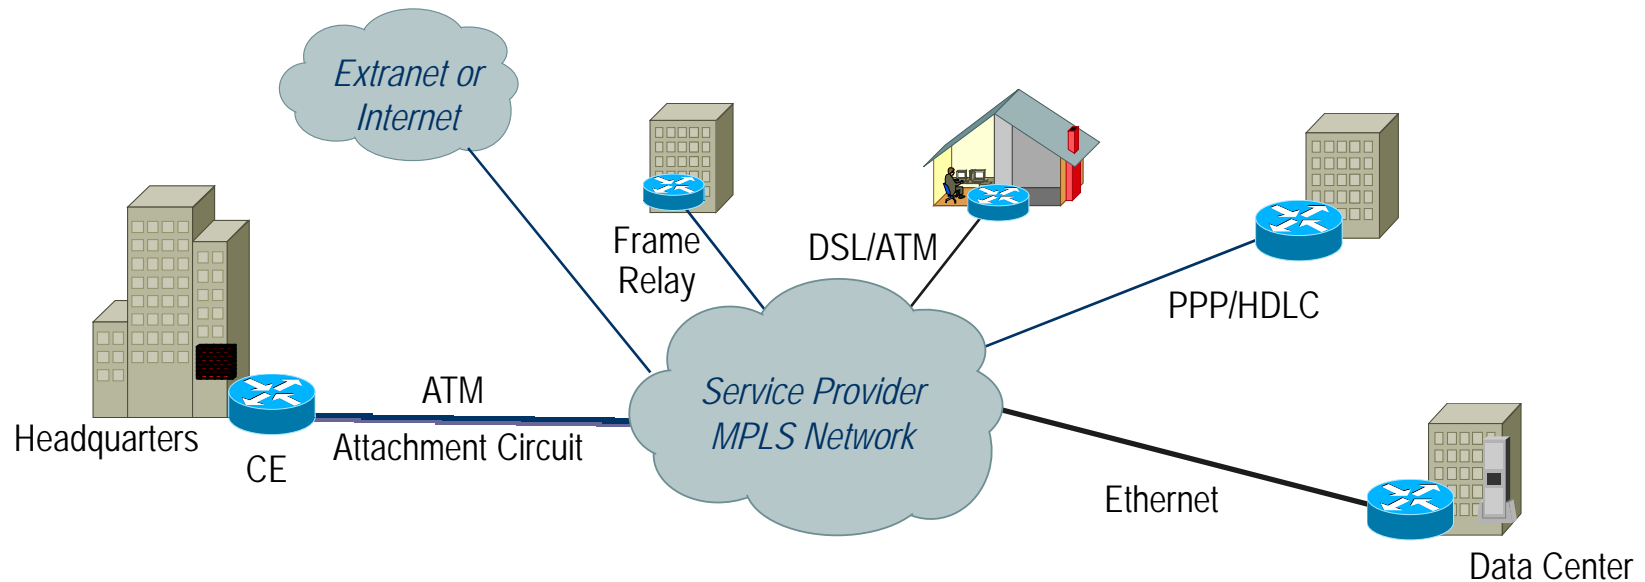 Extranet or
Internet
Frame
Relay
DSL/ATM
PPP/HDLC
Service Provider
MPLS Network
ATM
Attachment Circuit
Headquarters
CE
Ethernet
Data Center